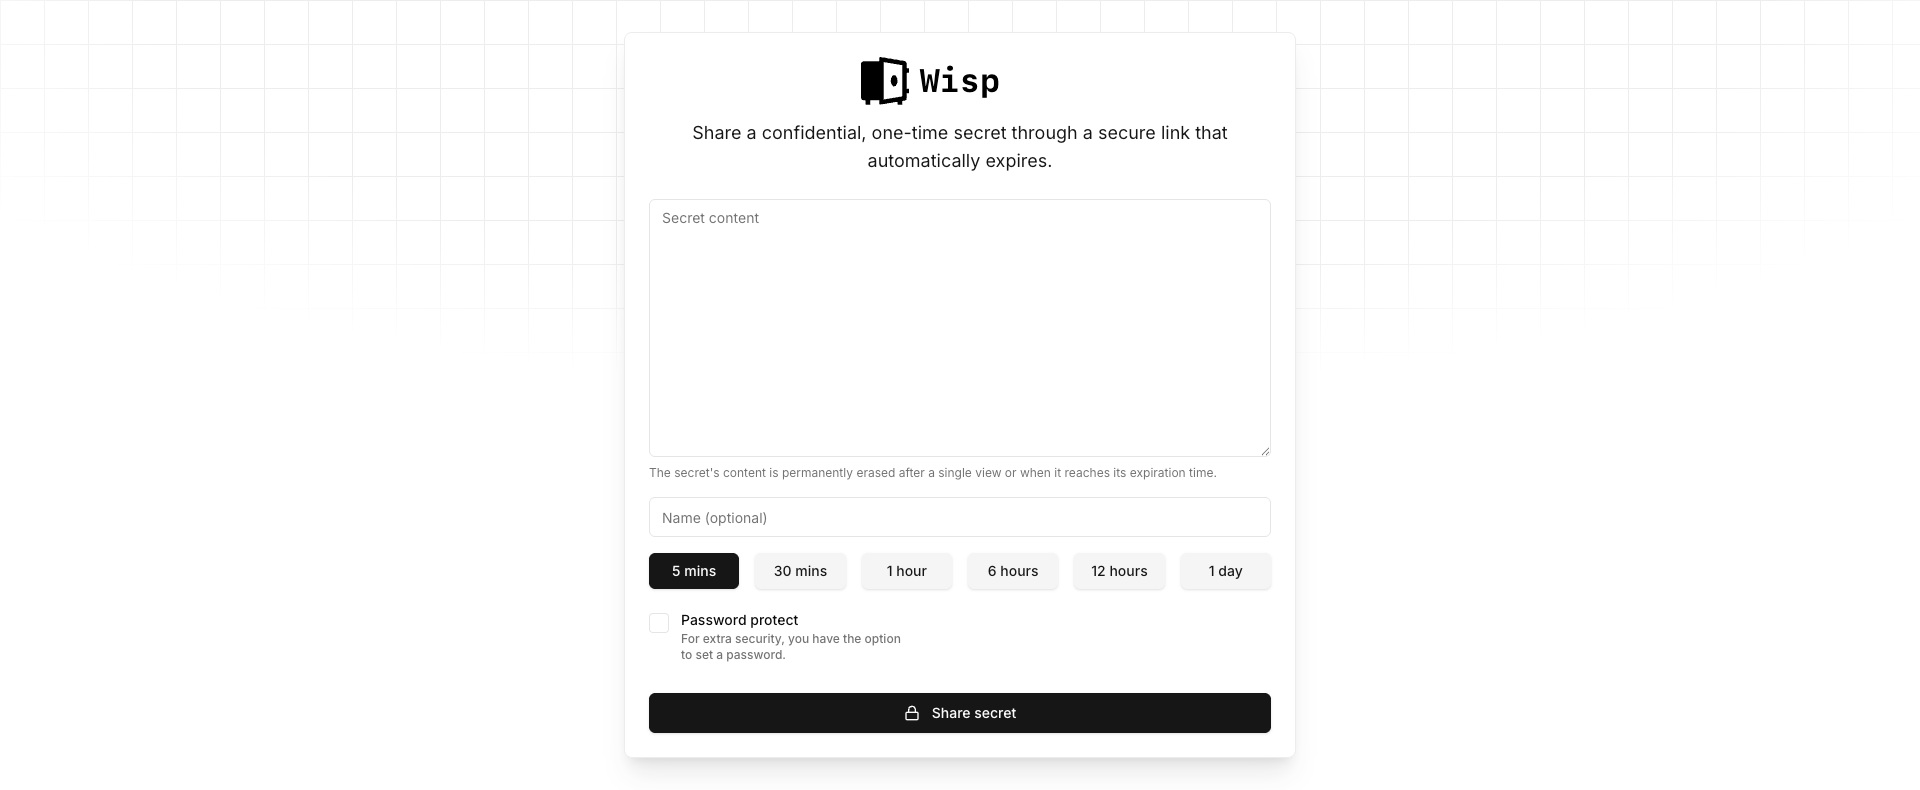 Wisp
Share a confidential, one-time secret through a secure link that
automatically expires.
Secret content
The secret's content is permanently erased after a single view or when it reaches its expiration time.
Name (optional)
5 mins 30 mins 1 hour 6 hours 12 hours 1 day
Password protect
For extra security, you have the option
to set a password.
Share secret